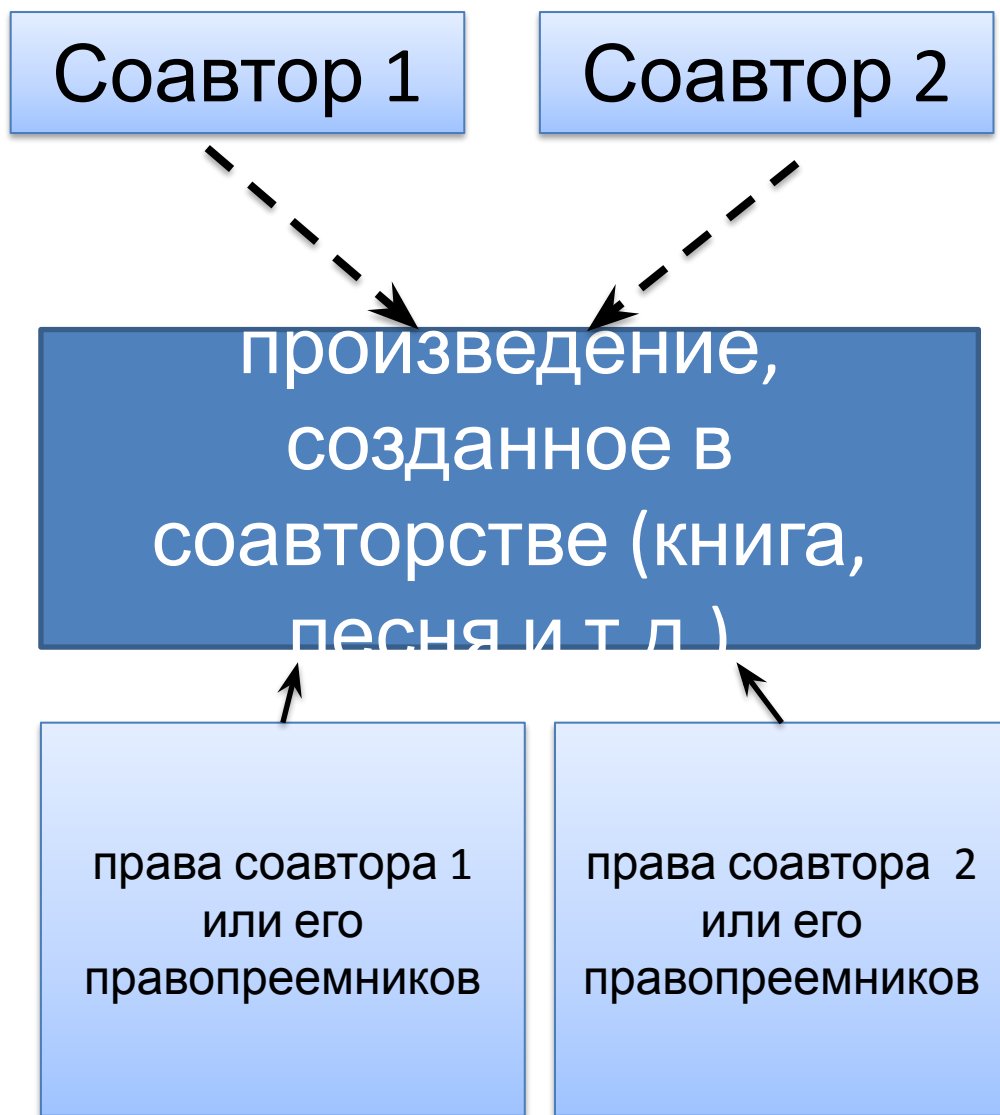 Соавтор 1
Соавтор 2
произведение,
созданное в
соавторстве (книга,
песня и т.д.)
права соавтора 1
или его
правопреемников
права соавтора 2
или его
правопреемников